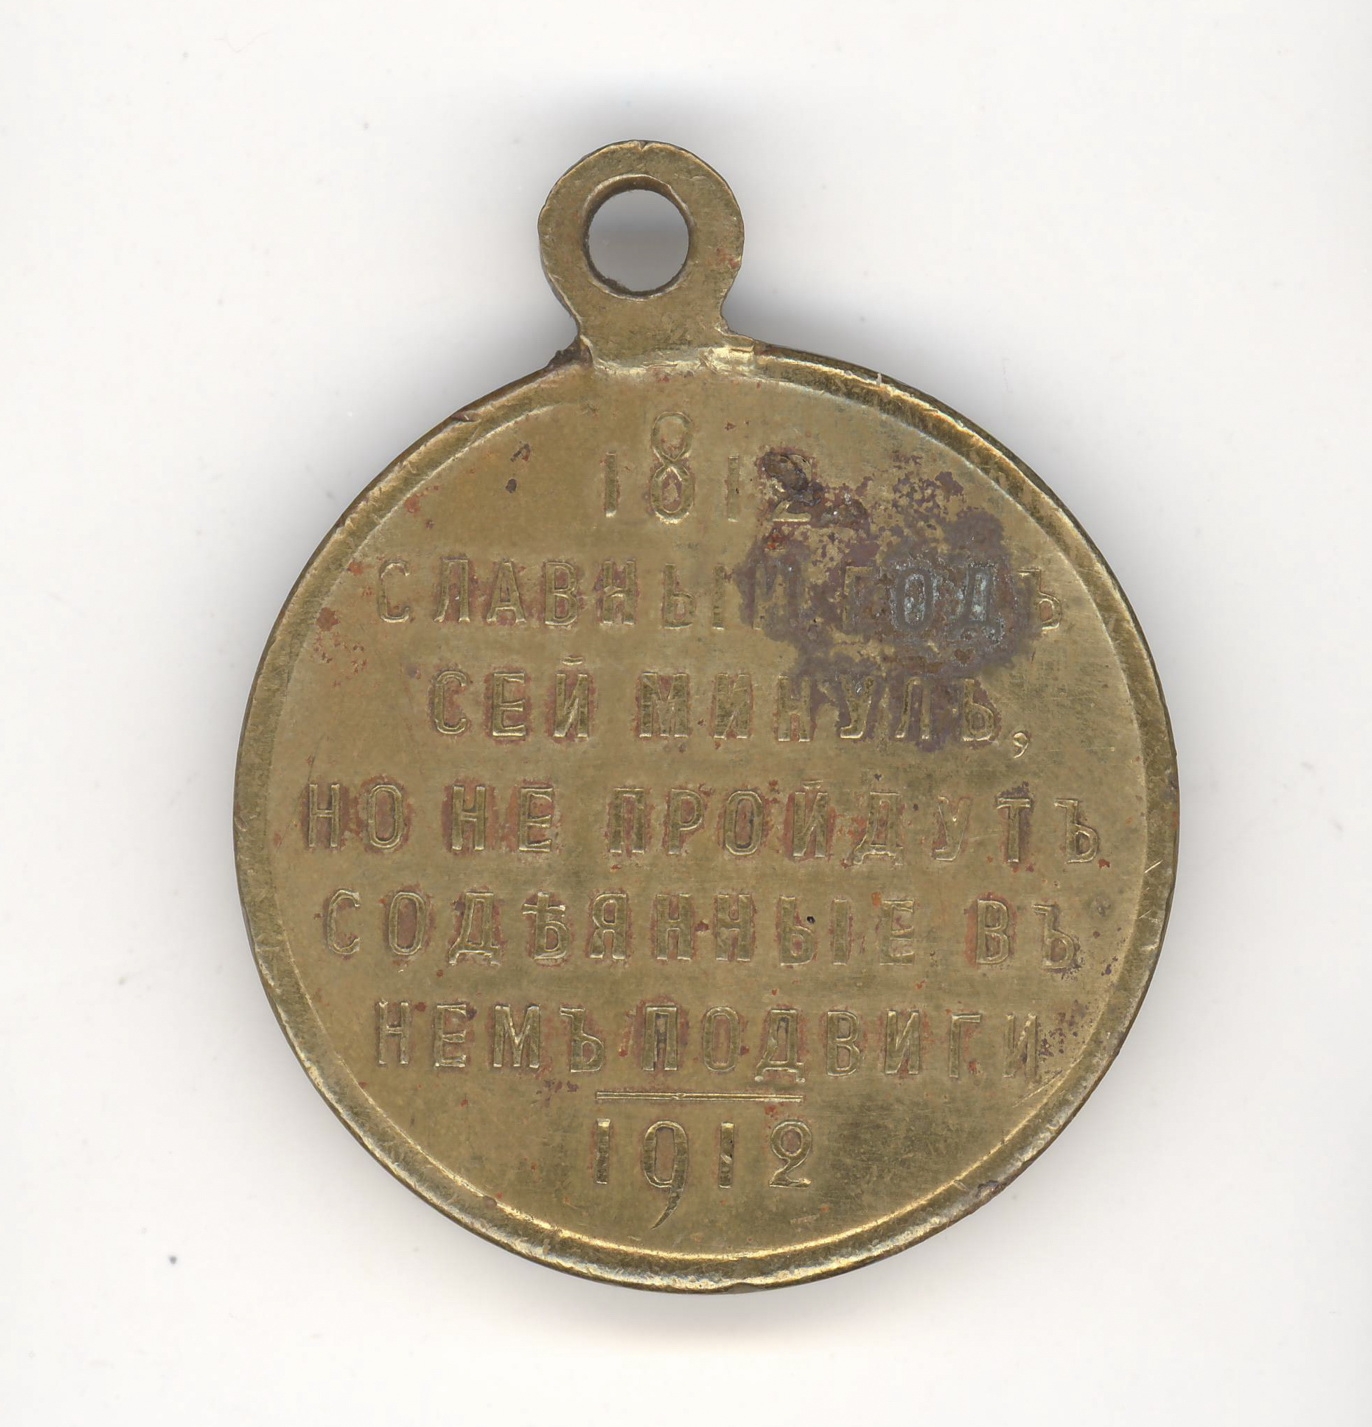 1812
СЛАВНЫЙ ГОДЪ
СЕЙ МИНУЛЪ,
НО НЕ ПРОЙДУТЪ
СОДѢЯННЫЕ ВЪ
НЕМЪ ПОДВИГИ
1912